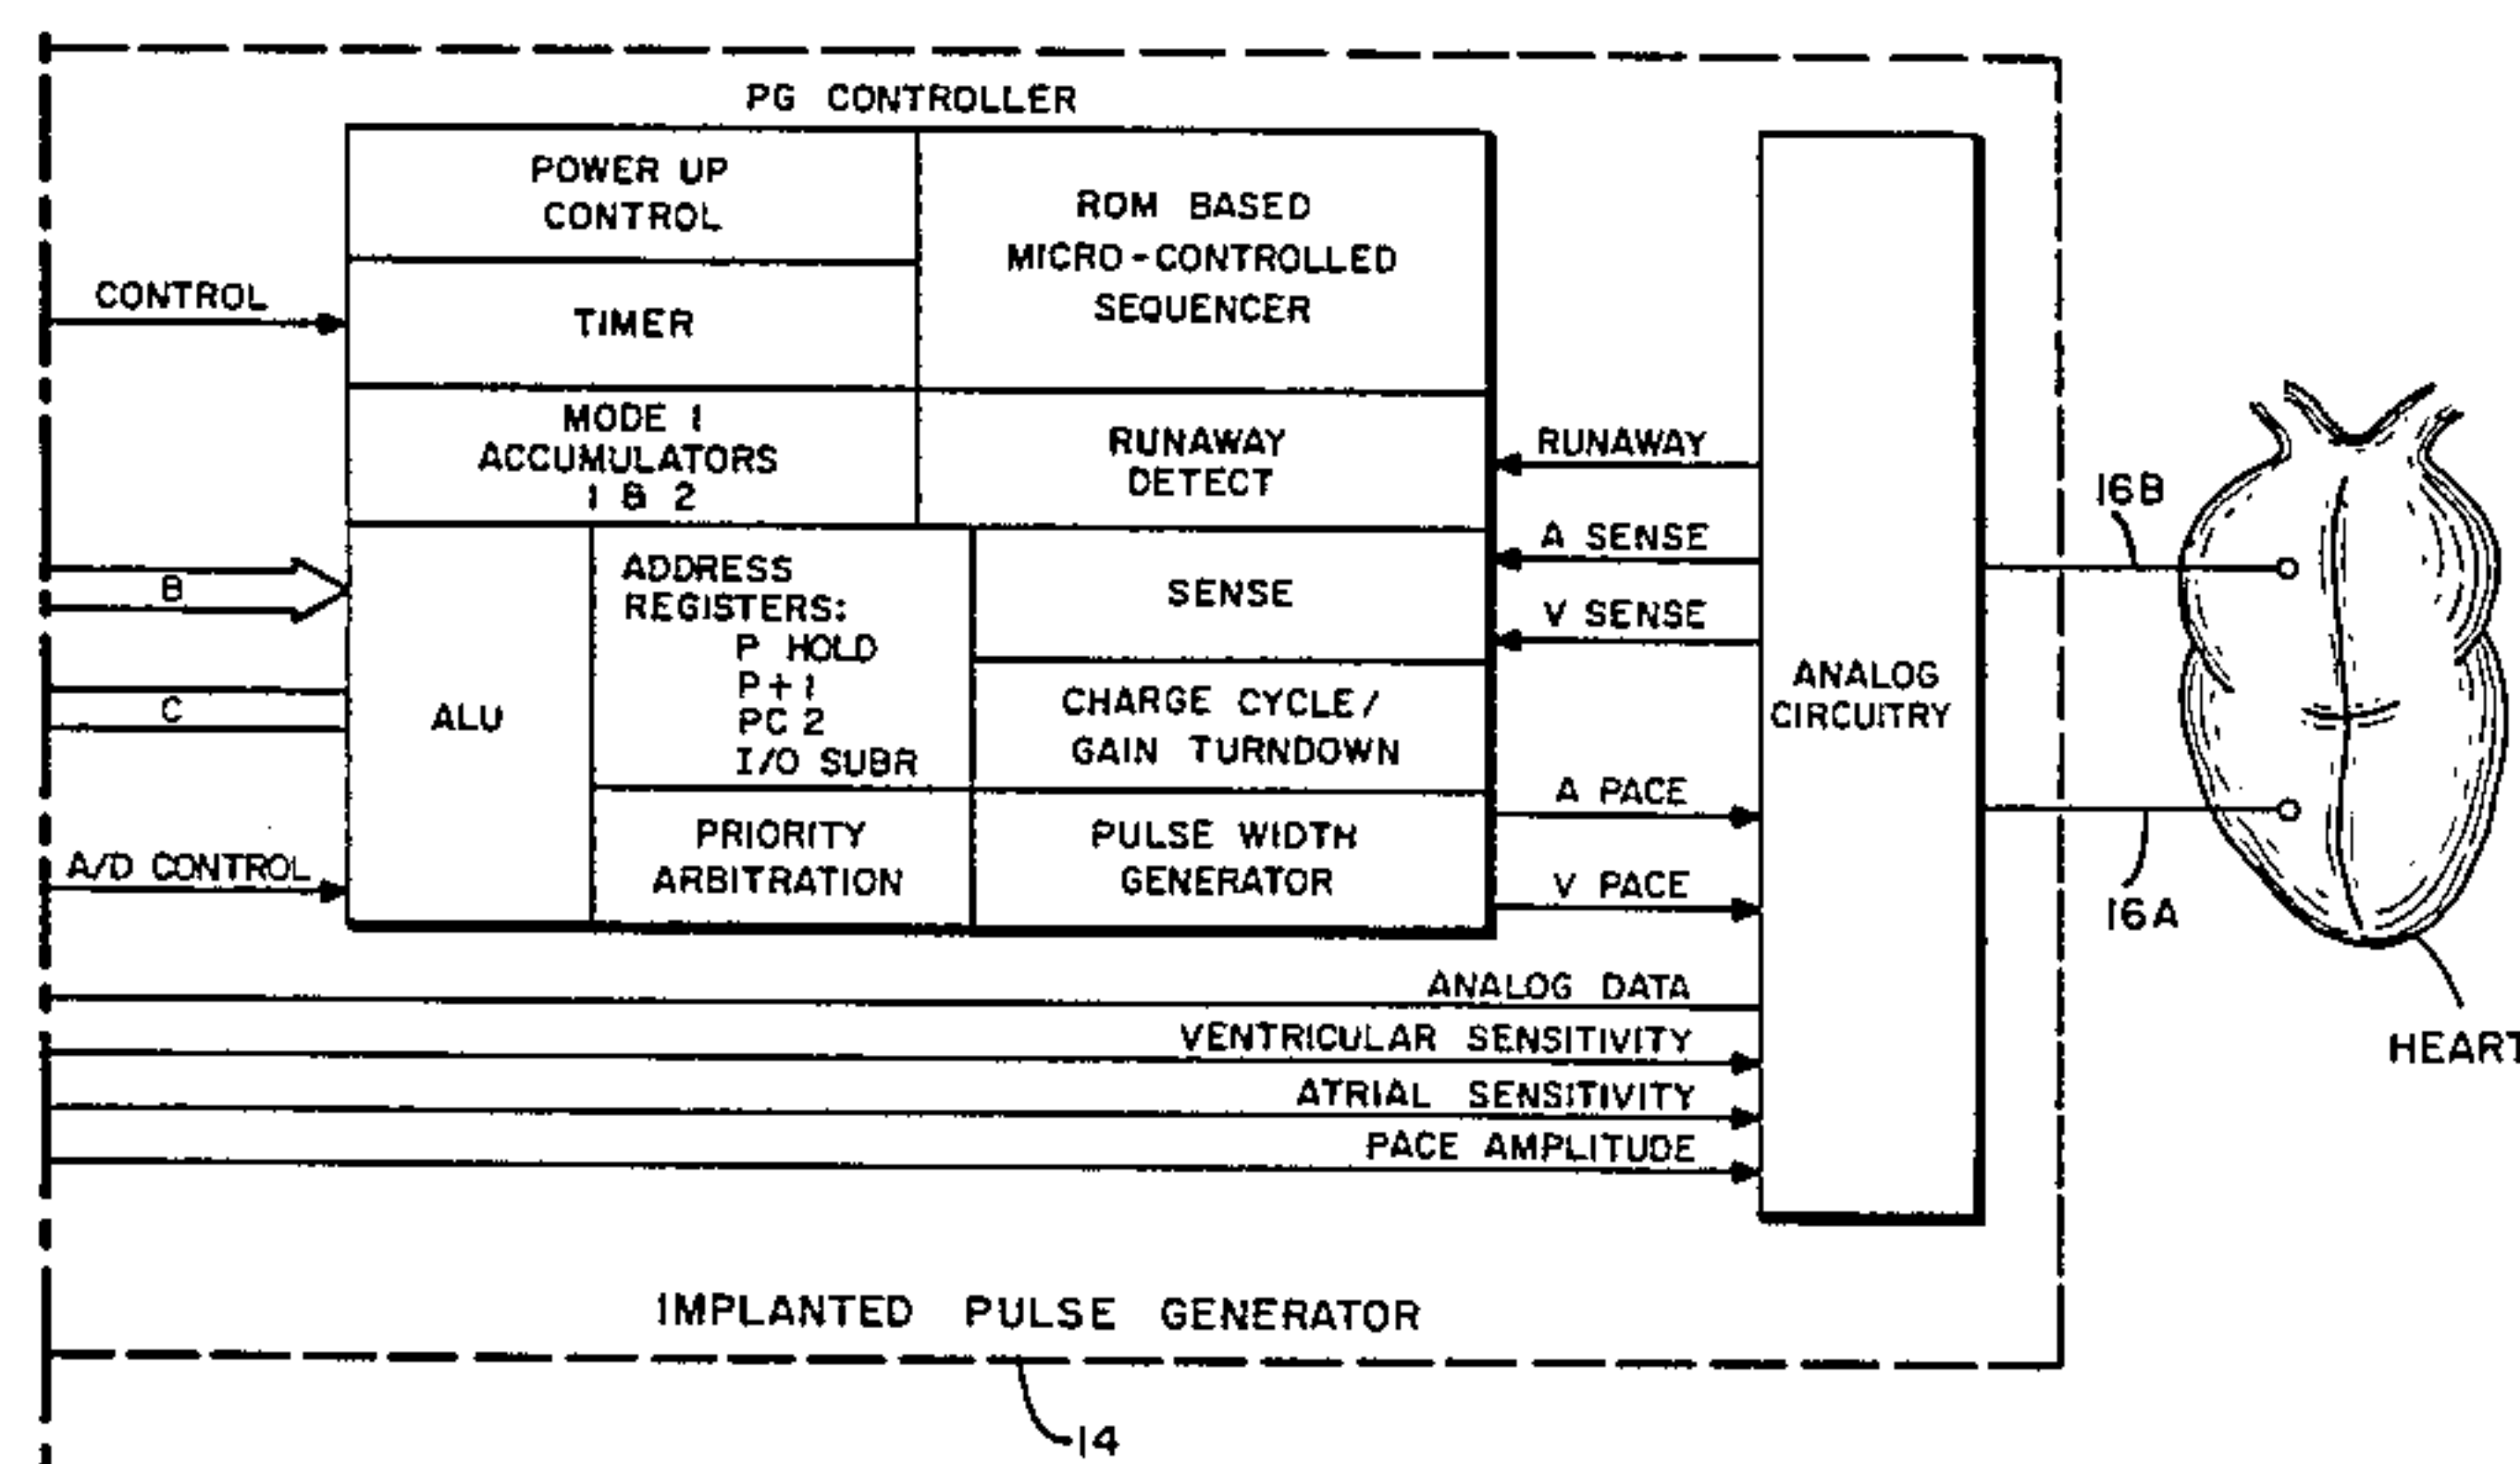 PG CONTROLLER
POWER UP
CONTROL
ROM BASED
MICRO-CONTROLLED
SEQUENCER
CONTROL
TIMER
MODE 1
ACCUMULATORS
1 & 2
RUNAWAY
DETECT
RUNAWAY
16B
A SENSE
B
ADDRESS
REGISTERS:
P HOLD
P+1
PC 2
I/O SUBR
SENSE
V SENSE
C
ALU
CHARGE CYCLE/
GAIN TURNDOWN
ANALOG
CIRCUITRY
A PACE
A/D CONTROL
PRIORITY
ARBITRATION
PULSE WIDTH
GENERATOR
V PACE
16A
ANALOG DATA
VENTRICULAR SENSITIVITY
HEART
ATRIAL SENSITIVITY
PACE AMPLITUDE
IMPLANTED PULSE GENERATOR
14